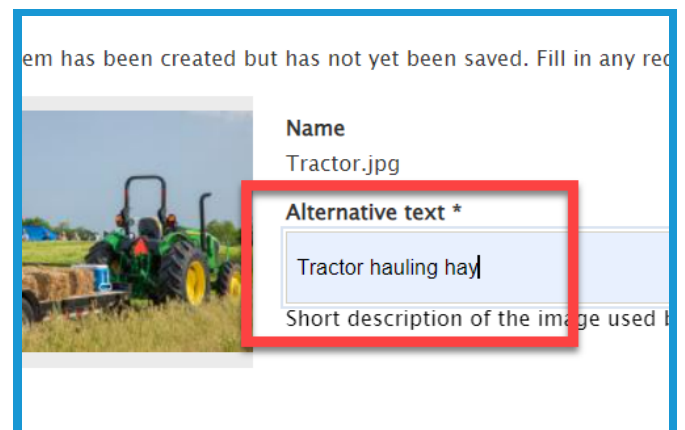 em has been created but has not yet been saved. Fill in any
Name
Tractor.jpg
Alternative text *
Tractor hauling hay
Short description of the image used